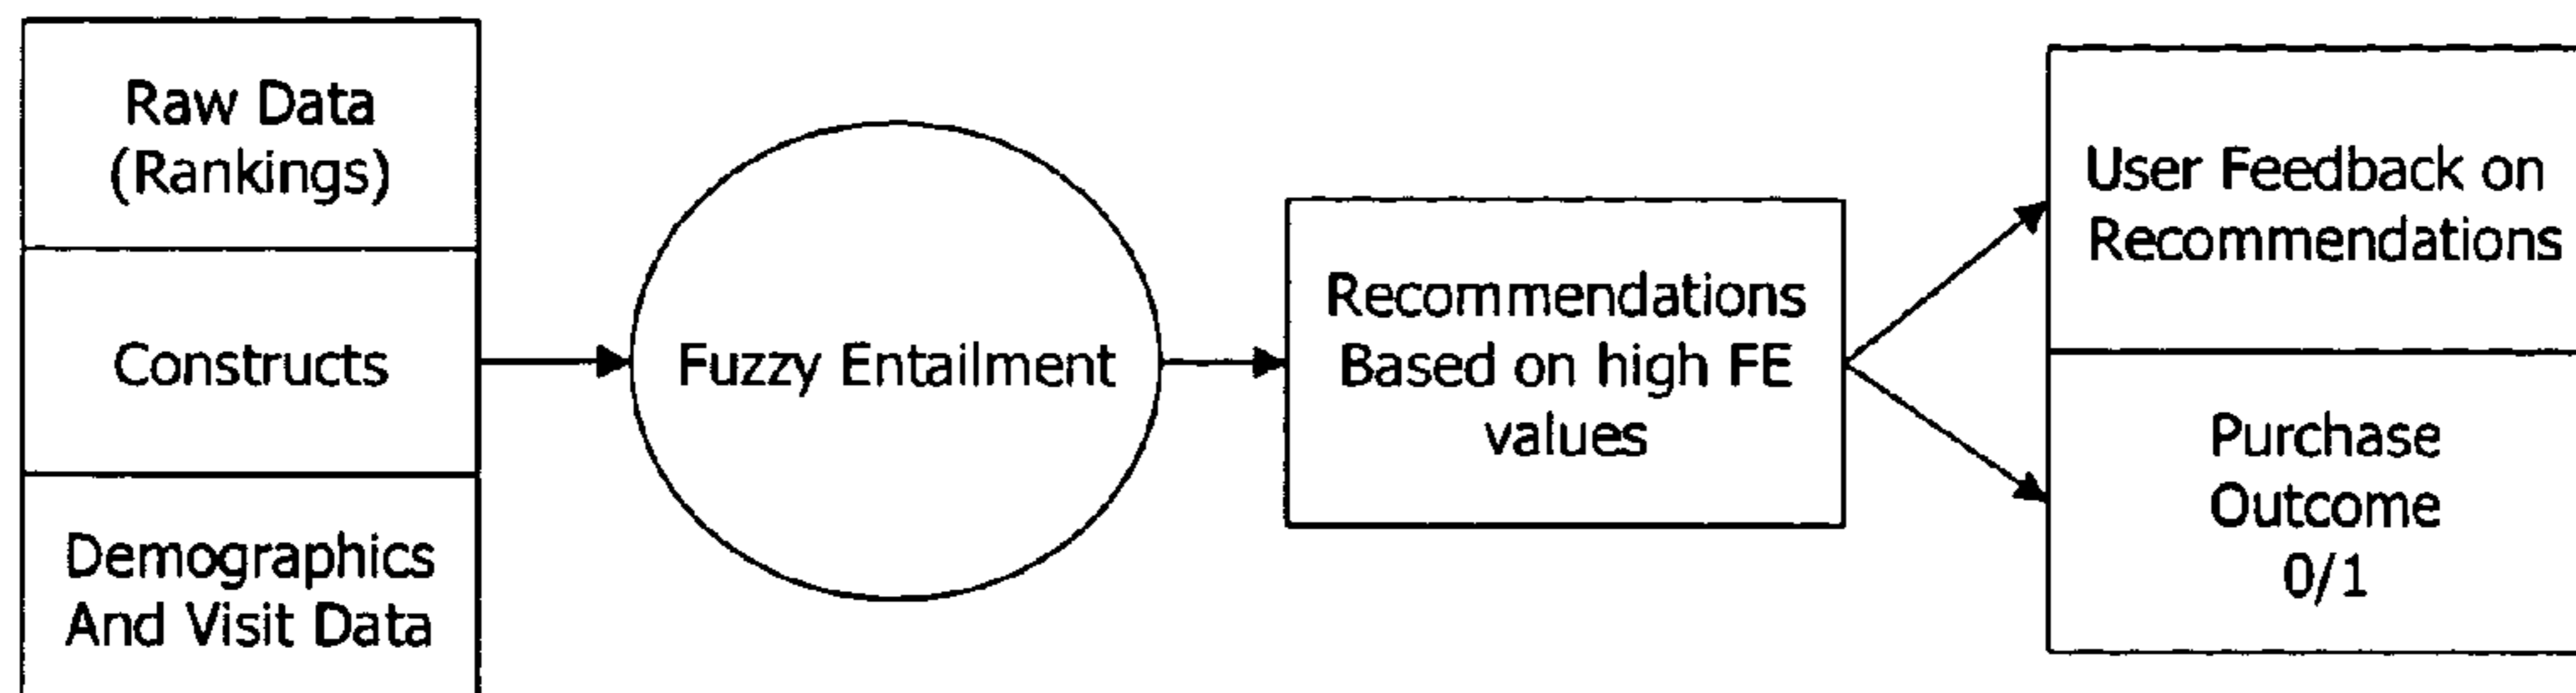 Raw Data
(Rankings)
Constructs
Demographics
And Visit Data
Fuzzy Entailment
Recommendations
Based on high FE
values
User Feedback on
Recommendations
Purchase
Outcome
0/1